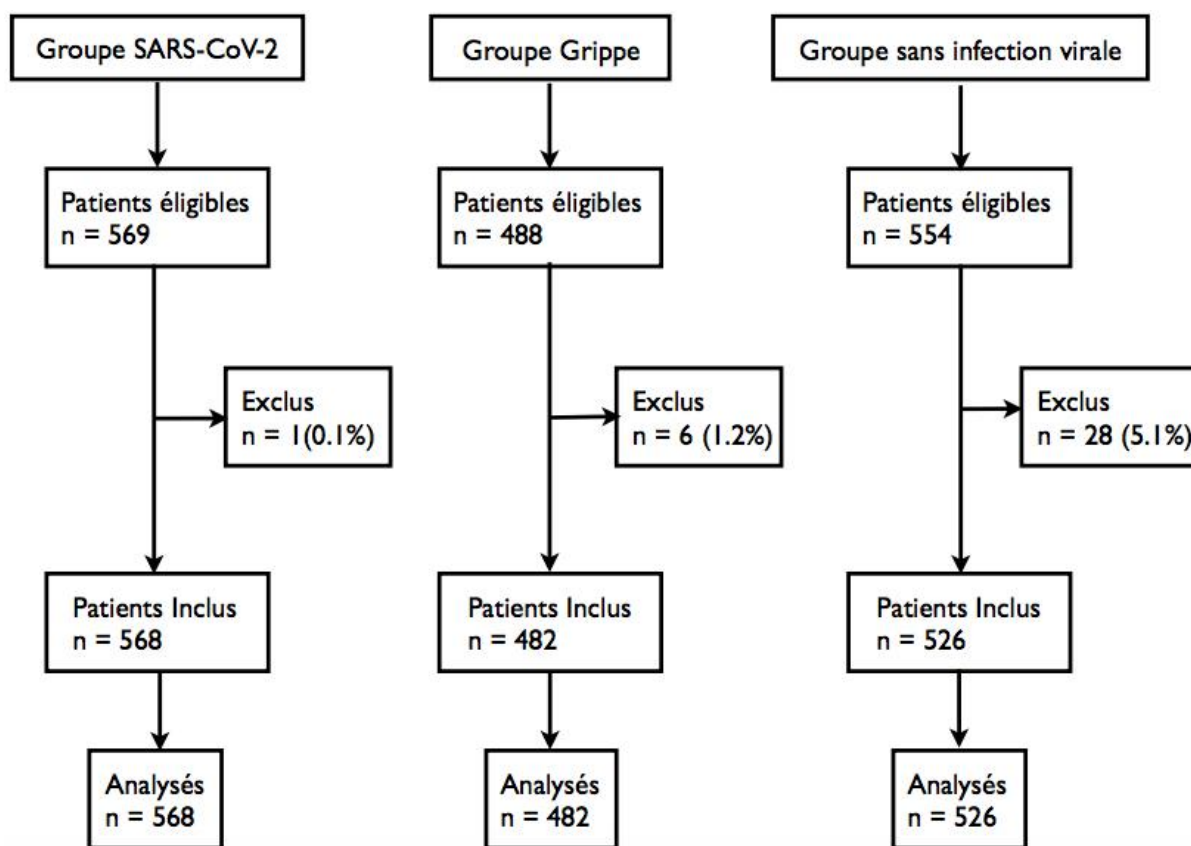 Groupe SARS-CoV-2
Patients éligibles
n = 569
Exclus
n = 1(0.1%)
Patients Inclus
n = 568
Analysés
n = 568
Groupe Grippe
Patients éligibles
n = 488
Exclus
n = 6 (1.2%)
Patients Inclus
n = 482
Analysés
n = 482
Groupe sans infection virale
Patients éligibles
n = 554
Exclus
n = 28 (5.1%)
Patients Inclus
n = 526
Analysés
n = 526